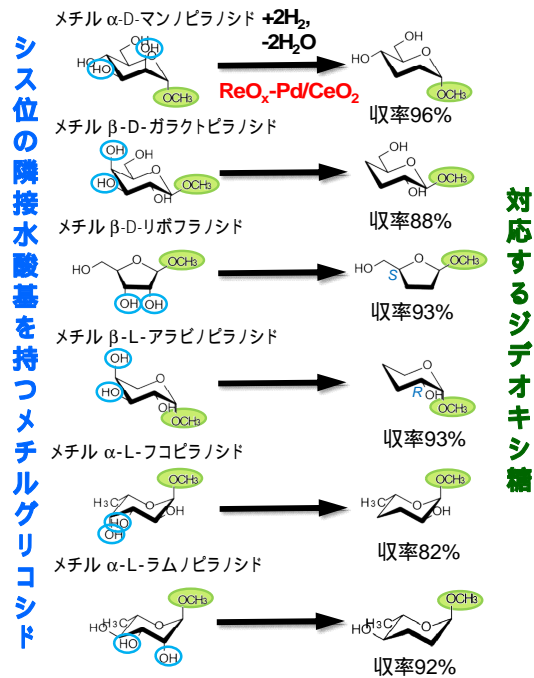 シス位の隣接水酸基を持つメチルグリコシド
対応するジデオキシ糖
メチル α-D-マンノピラノシド
+2H₂,
-2H₂O
ReOₓ-Pd/CeO₂
OH
OH
HO
HO
O
OCH₃
OH
HO
O
OCH₃
収率96%
メチル β-D-ガラクトピラノシド
OH
OH
HO
O
OH
OCH₃
OH
O
OH
OCH₃
収率88%
メチル β-D-リボフラノシド
HO
O
OCH₃
OH
OH
HO
O
OCH₃
S
収率93%
メチル β-L-アラビノピラノシド
OH
HO
O
OH
OCH₃
O
R
OH
OCH₃
収率93%
メチル α-L-フコピラノシド
OCH₃
H₃C
O
HO
OH
OH
OCH₃
H₃C
O
OH
収率82%
メチル α-L-ラムノピラノシド
OCH₃
H₃C
O
HO
HO
OH
OCH₃
H₃C
O
HO
収率92%